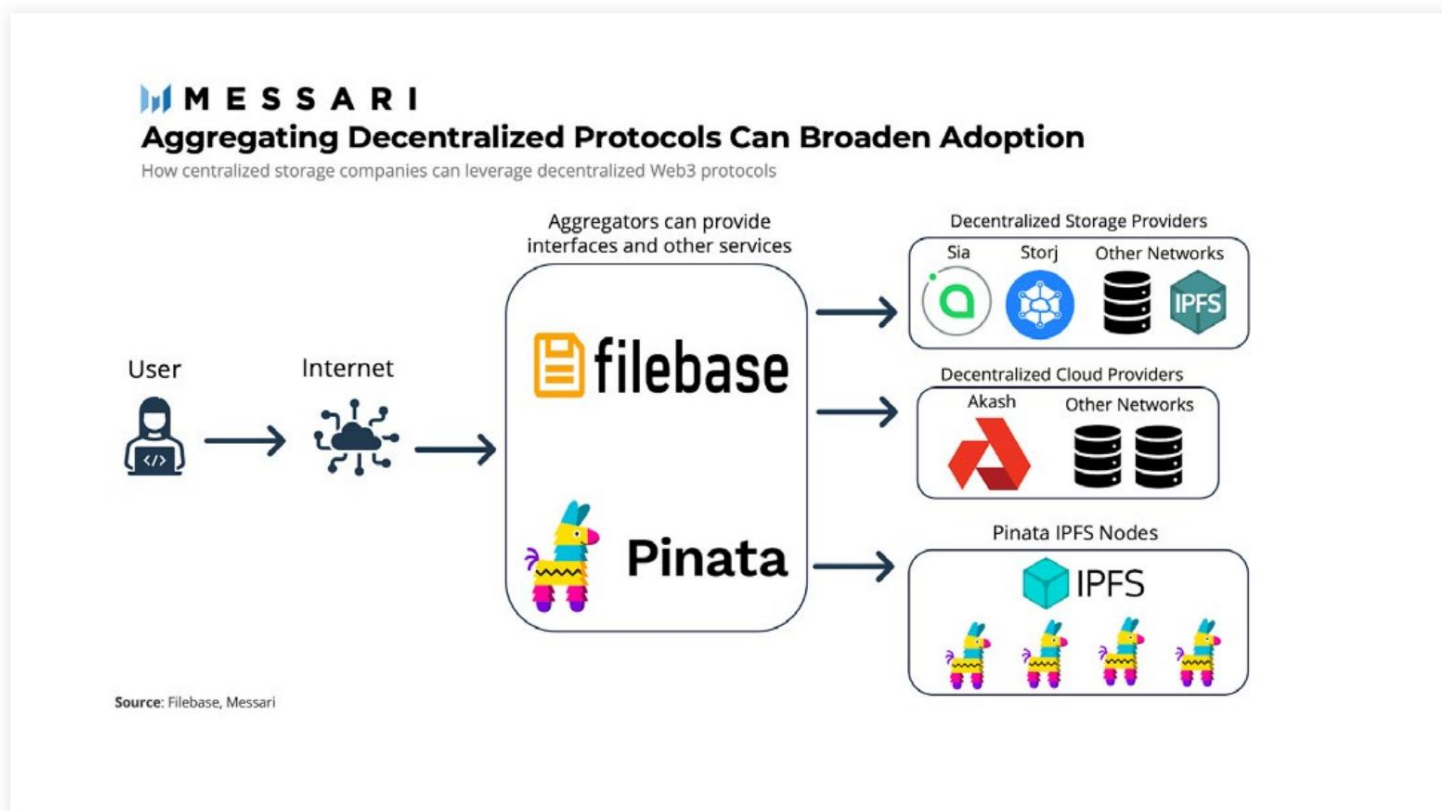 MESSARI
Aggregating Decentralized Protocols Can Broaden Adoption
How centralized storage companies can leverage decentralized Web3 protocols
User
Internet
Aggregators can provide
interfaces and other services
filebase
Pinata
Decentralized Storage Providers
Sia
Storj
Other Networks
IPFS
Decentralized Cloud Providers
Akash
Other Networks
Pinata IPFS Nodes
IPFS
Source: Filebase, Messari